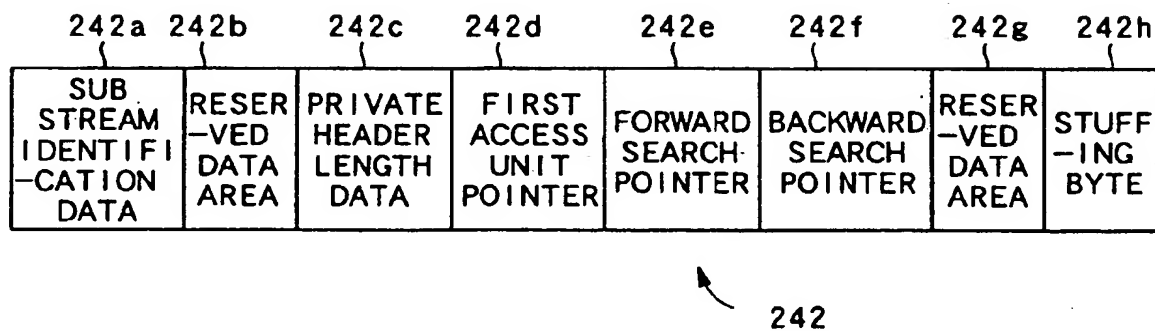 242a 242b 242c 242d 242e 242f 242g 242h
SUB
STREAM
IDENTIFI
-CATION
DATA
RESER
-VED
DATA
AREA
PRIVATE
HEADER
LENGTH
DATA
FIRST
ACCESS
UNIT
POINTER
FORWARD
SEARCH
POINTER
BACKWARD
SEARCH
POINTER
RESER
-VED
DATA
AREA
STUFF
-ING
BYTE
242